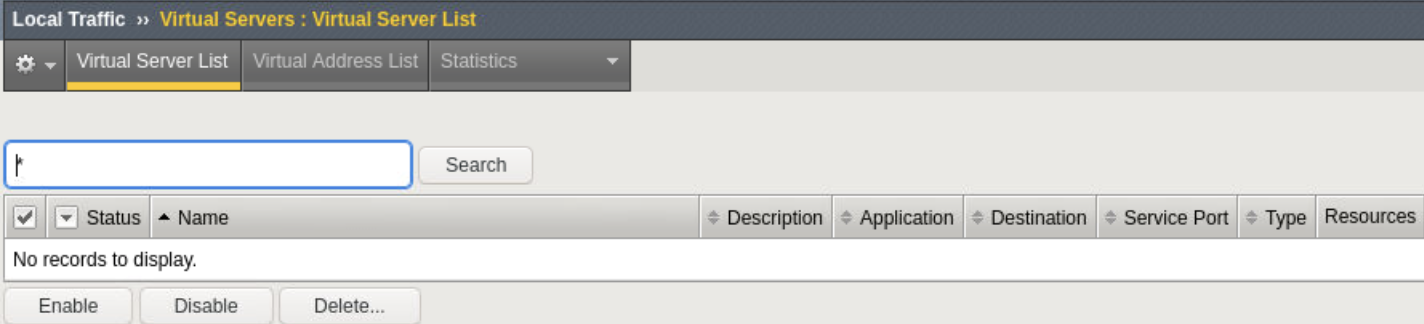 Local Traffic ›› Virtual Servers : Virtual Server List
Virtual Server List Virtual Address List Statistics
* Search
Status Name Description Application Destination Service Port Type Resources
No records to display.
Enable Disable Delete...